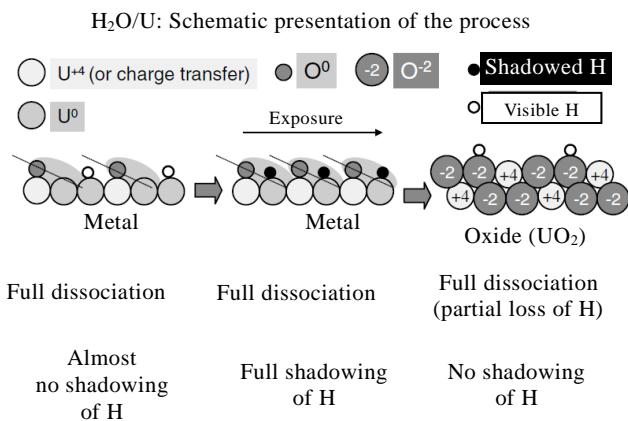 H₂O/U: Schematic presentation of the process
U+4 (or charge transfer) O⁰ -2 O⁻² Shadowed H
U⁰ Visible H
Exposure
-2 -2 +4 -2 -2 +4
+4 -2 -2 +4 -2 -2
Metal Metal Oxide (UO₂)
Full dissociation Full dissociation Full dissociation
(partial loss of H)
Almost
no shadowing
of H
Full shadowing
of H
No shadowing
of H